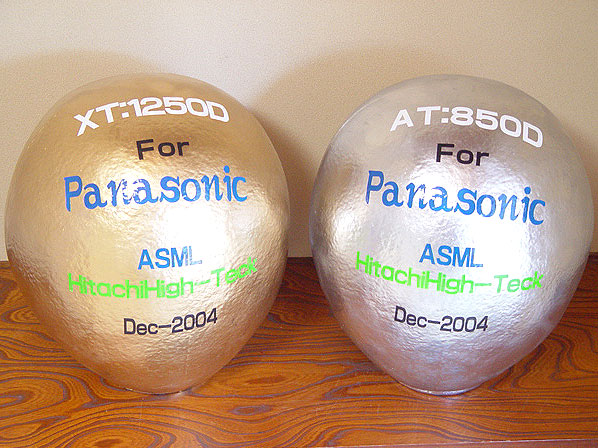 XT:1250D
For
Panasonic
ASML
HitachiHigh-Teck
Dec-2004
AT:850D
For
Panasonic
ASML
HitachiHigh-Teck
Dec-2004